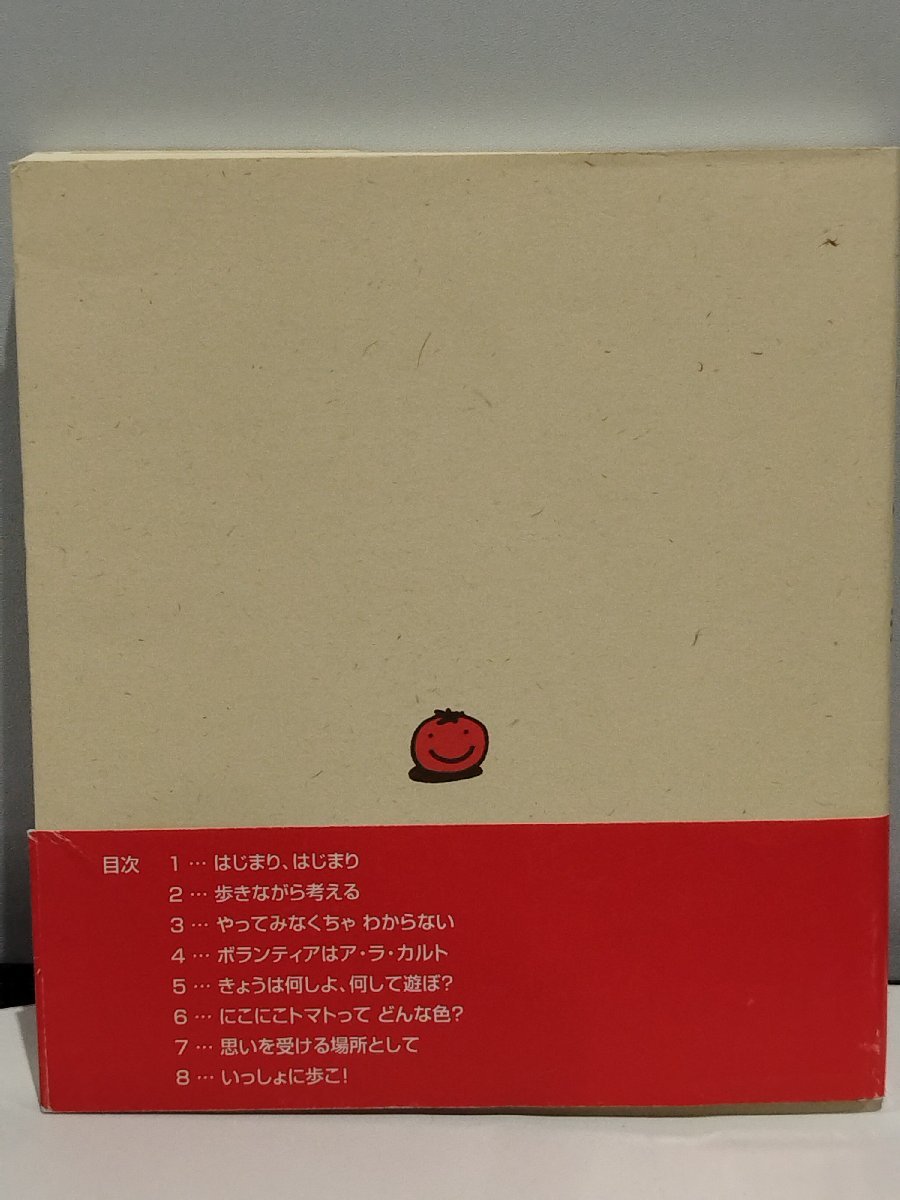 目次 1 … はじまり、はじまり
2 … 歩きながら考える
3 … やってみなくちゃ わからない
4 … ボランティアはア・ラ・カルト
5 … きょうは何しよ、何して遊ぼ?
6 … にこにこトマトって どんな色?
7 … 思いを受ける場所として
8 … いっしょに歩こ!